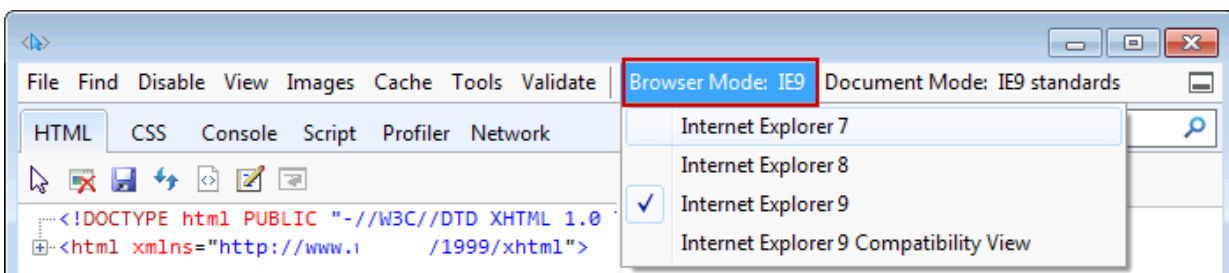 File Find Disable View Images Cache Tools Validate Browser Mode: IE9 Document Mode: IE9 standards
HTML CSS Console Script Profiler Network
Internet Explorer 7
Internet Explorer 8
Internet Explorer 9
Internet Explorer 9 Compatibility View
<!DOCTYPE html PUBLIC "-//W3C//DTD XHTML 1.0
<html xmlns="http://www. /1999/xhtml">